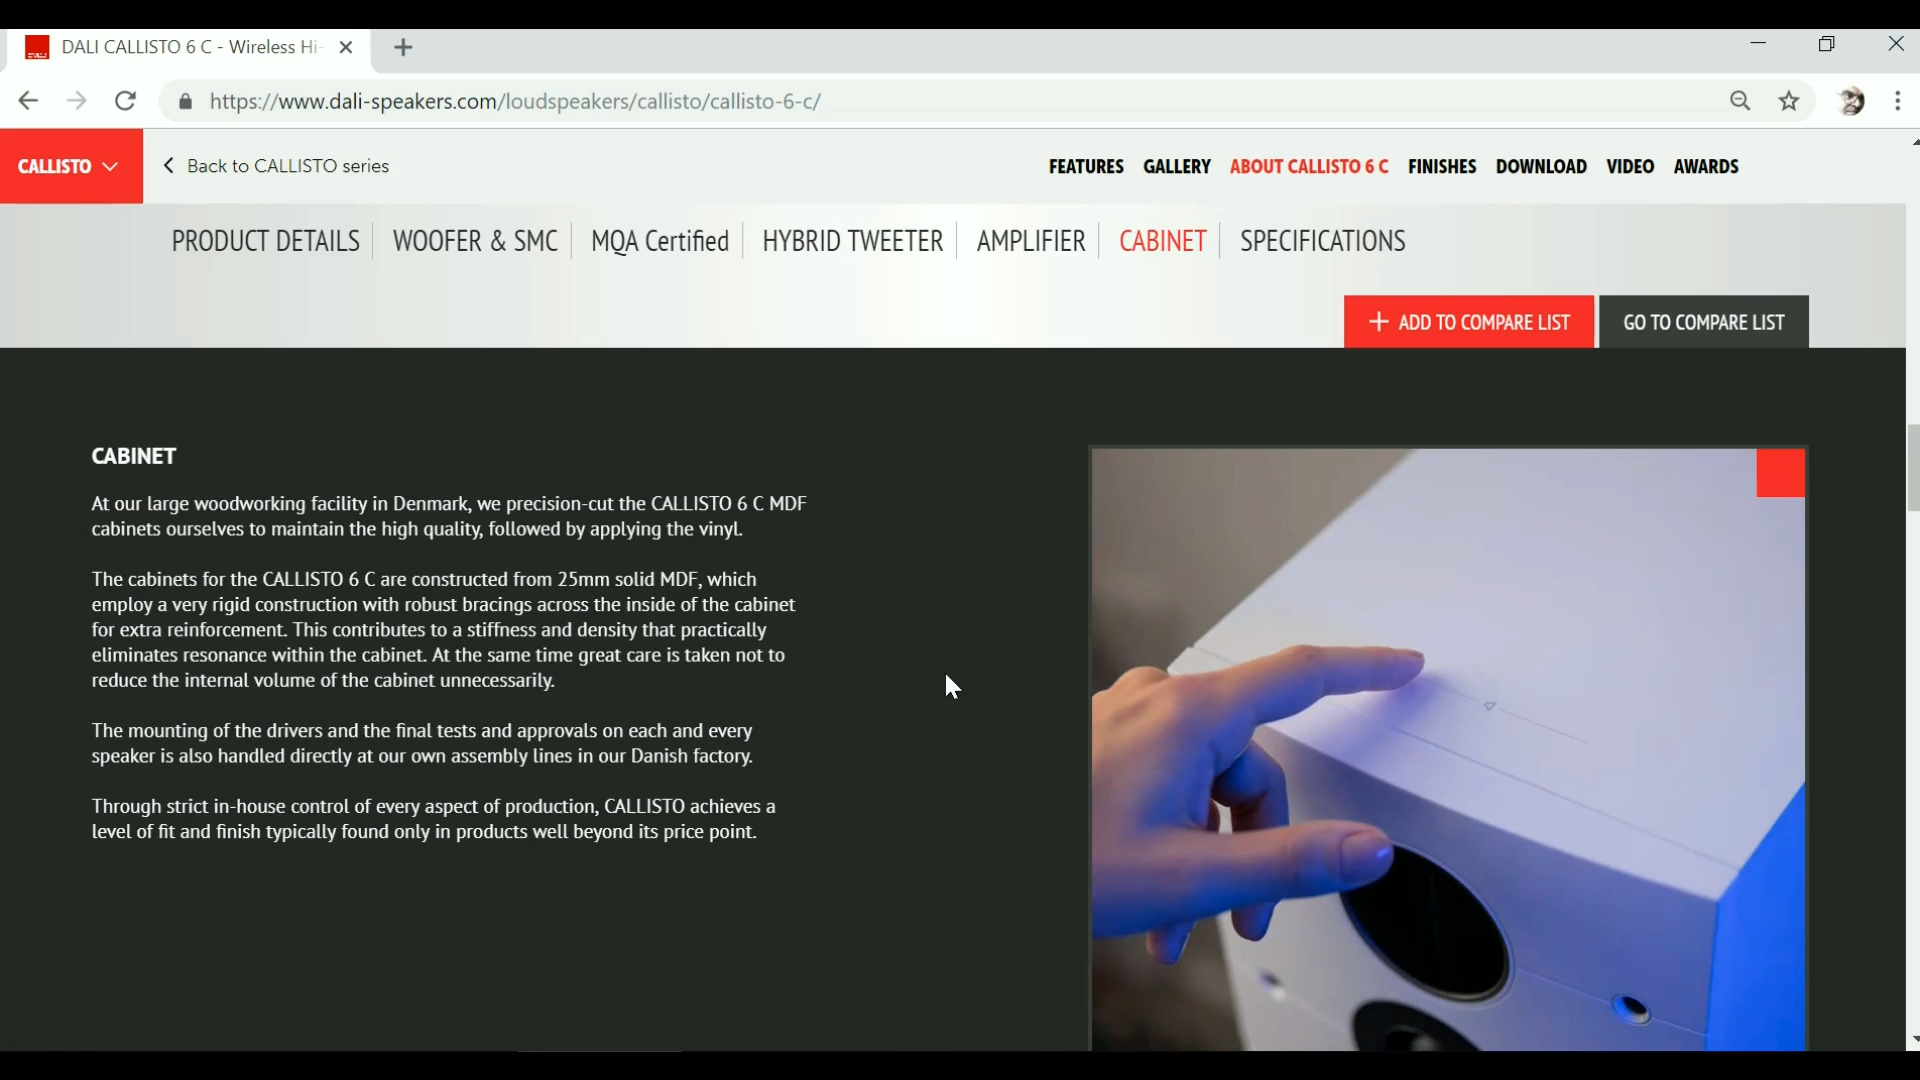 DALI CALLISTO 6 C - Wireless Hi-
https://www.dali-speakers.com/loudspeakers/callisto/callisto-6-c/
CALLISTO
Back to CALLISTO series
FEATURES
GALLERY
ABOUT CALLISTO 6 C
FINISHES
DOWNLOAD
VIDEO
AWARDS
PRODUCT DETAILS
WOOFER & SMC
MQA Certified
HYBRID TWEETER
AMPLIFIER
CABINET
SPECIFICATIONS
+ ADD TO COMPARE LIST
GO TO COMPARE LIST
CABINET
At our large woodworking facility in Denmark, we precision-cut the CALLISTO 6 C MDF
cabinets ourselves to maintain the high quality, followed by applying the vinyl.
The cabinets for the CALLISTO 6 C are constructed from 25mm solid MDF, which
employ a very rigid construction with robust bracings across the inside of the cabinet
for extra reinforcement. This contributes to a stiffness and density that practically
eliminates resonance within the cabinet. At the same time great care is taken not to
reduce the internal volume of the cabinet unnecessarily.
The mounting of the drivers and the final tests and approvals on each and every
speaker is also handled directly at our own assembly lines in our Danish factory.
Through strict in-house control of every aspect of production, CALLISTO achieves a
level of fit and finish typically found only in products well beyond its price point.